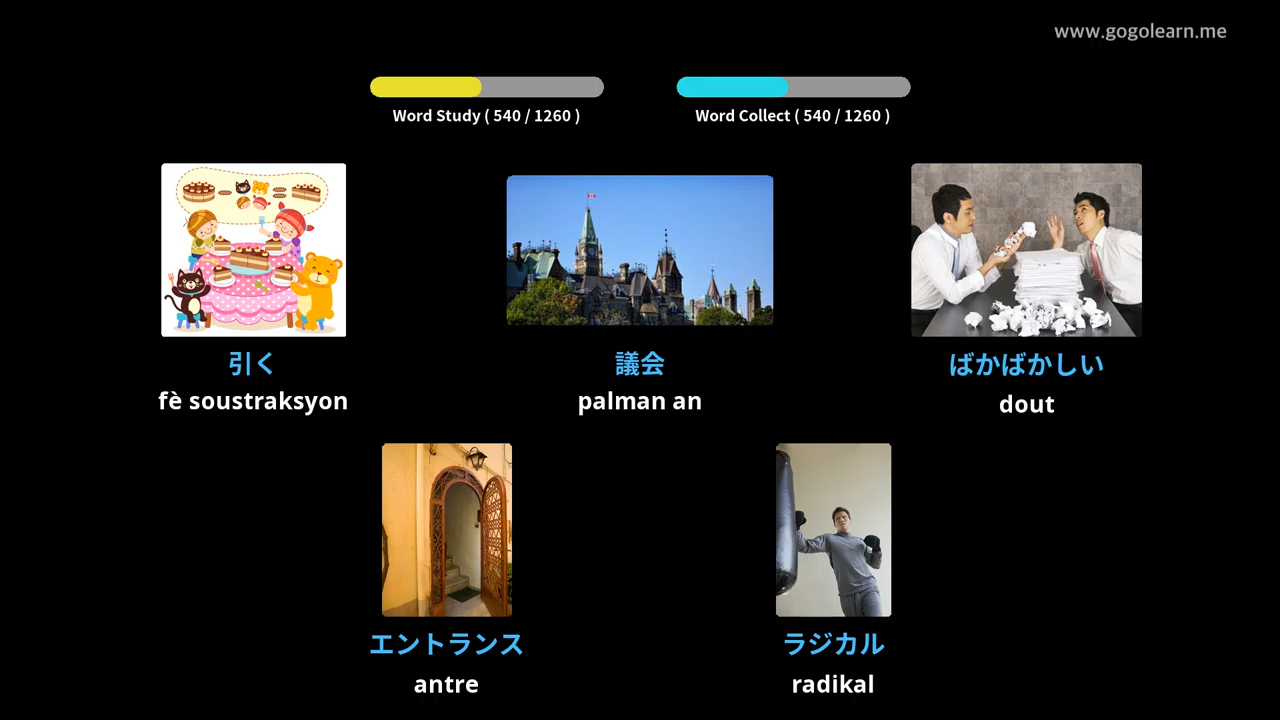 www.gogolearn.me
Word Study ( 540 / 1260 )
Word Collect ( 540 / 1260 )
引く
fè soustraksyon
議会
palman an
ばかばかしい
dout
エントランス
antre
ラジカル
radikal